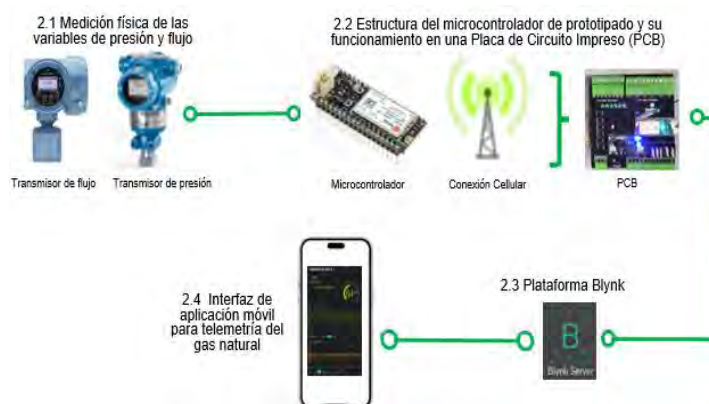 2.1 Medición física de las
variables de presión y flujo
2.2 Estructura del microcontrolador de prototipado y su
funcionamiento en una Placa de Circuito Impreso (PCB)
Transmisor de flujo
Transmisor de presión
Microcontrolador
Conexión Cellular
PCB
2.4 Interfaz de
aplicación móvil
para telemetría del
gas natural
2.3 Plataforma Blynk
B
Blynk Server